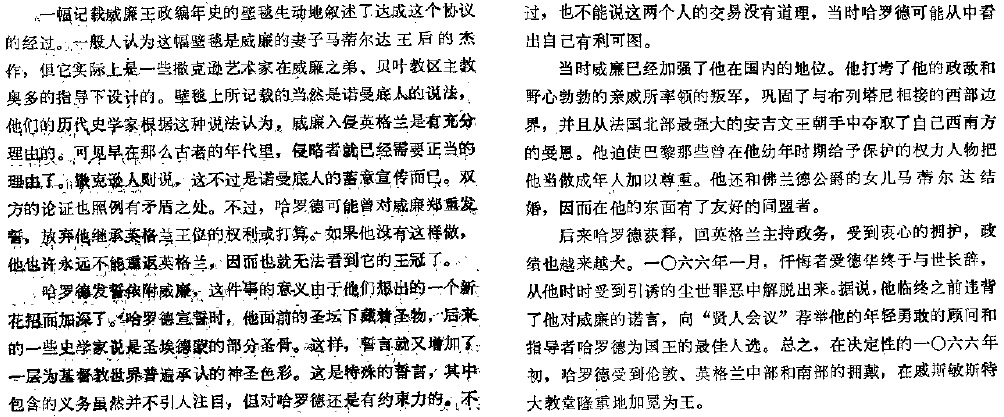 一幅记载威廉王政编年史的壁毯生动地叙述了达成这个协议
的经过。一般人认为这幅壁毯是威廉的妻子马蒂尔达王后的杰
作，但它实际上是一些撒克逊艺术家在威廉之弟、贝叶教区主教
奥多的指导下设计的。壁毯上所记载的当然是诺曼底人的说法，
他们的历代史学家根据这种说法认为，威廉入侵英格兰是有充分
理由的。可见早在那么古老的年代里，侵略者就已经需要正当的
理由了。撒克逊人则说，这不过是诺曼底人的蓄意宣传而已。双
方的论证也照例有矛盾之处。不过，哈罗德可能曾对威廉郑重发
誓，放弃他继承英格兰王位的权利或打算。如果他没有这样做，
他也许永远不能重返英格兰，因而也就无法看到它的王冠了。
哈罗德发誓依附威廉，这件事的意义由于他们想出的一个新
花招而加深了。哈罗德宣誓时，他面前的圣坛下藏着圣物，后来
的一些史学家说是圣埃德蒙的部分圣骨。这样，誓言就又增加了
一层为基督教世界普遍承认的神圣色彩。这是特殊的誓言，其中
包含的义务虽然并不引人注目，但对哈罗德还是有约束力的。不
过，也不能说这两个人的交易没有道理，当时哈罗德可能从中看
出自己有利可图。
当时威廉已经加强了他在国内的地位。他打垮了他的政敌和
野心勃勃的亲戚所率领的叛军，巩固了与布列塔尼相接的西部边
界，并且从法国北部最强大的安吉文王朝手中夺取了自己西南方
的曼恩。他迫使巴黎那些曾在他幼年时期给予保护的权力人物把
他当做成年人加以尊重。他还和佛兰德公爵的女儿马蒂尔达结
婚，因而在他的东面有了友好的同盟者。
后来哈罗德获释，回英格兰主持政务，受到衷心的拥护，政
绩也越来越大。一〇六六年一月，忏悔者爱德华终于与世长辞，
从他时时受到引诱的尘世罪恶中解脱出来。据说，他临终之前违背
了他对威廉的诺言，向“贤人会议”荐举他的年轻勇敢的顾问和
指导者哈罗德为国王的最佳人选。总之，在决定性的一〇六六年
初，哈罗德受到伦敦、英格兰中部和南部的拥戴，在威斯敏斯特
大教堂隆重地加冕为王。